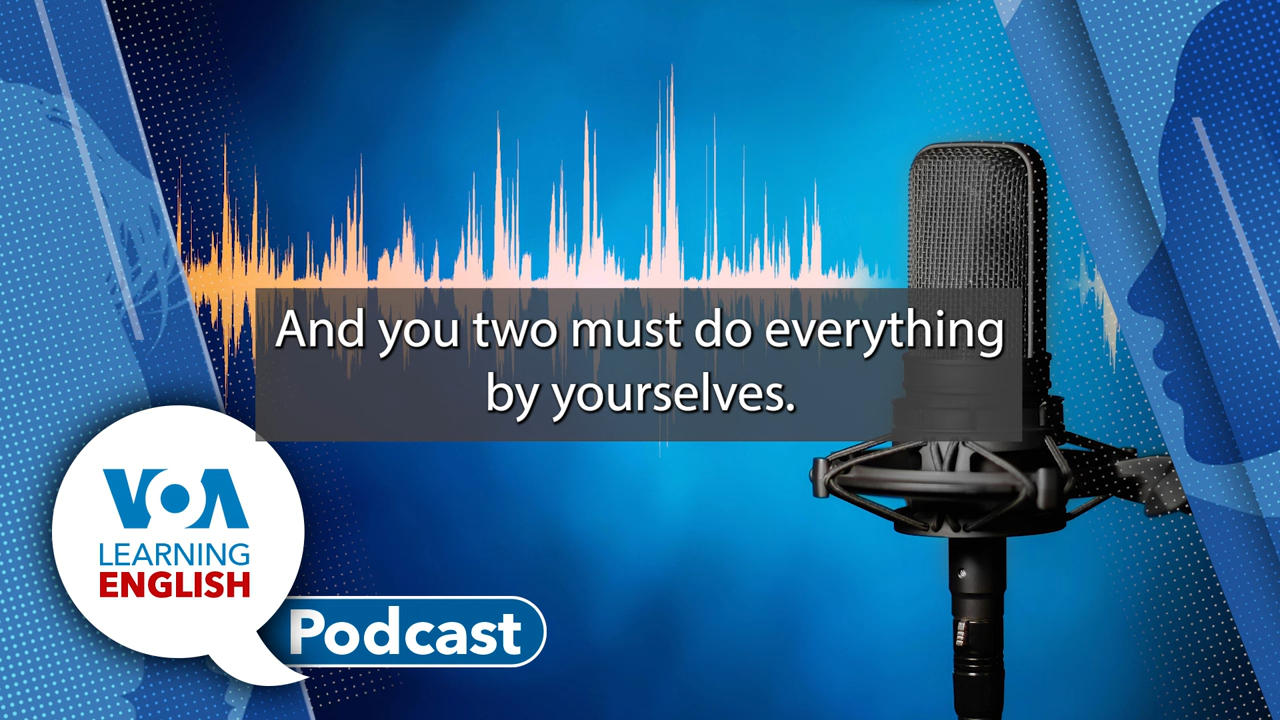 And you two must do everything
by yourselves.
VOA
LEARNING
ENGLISH
Podcast